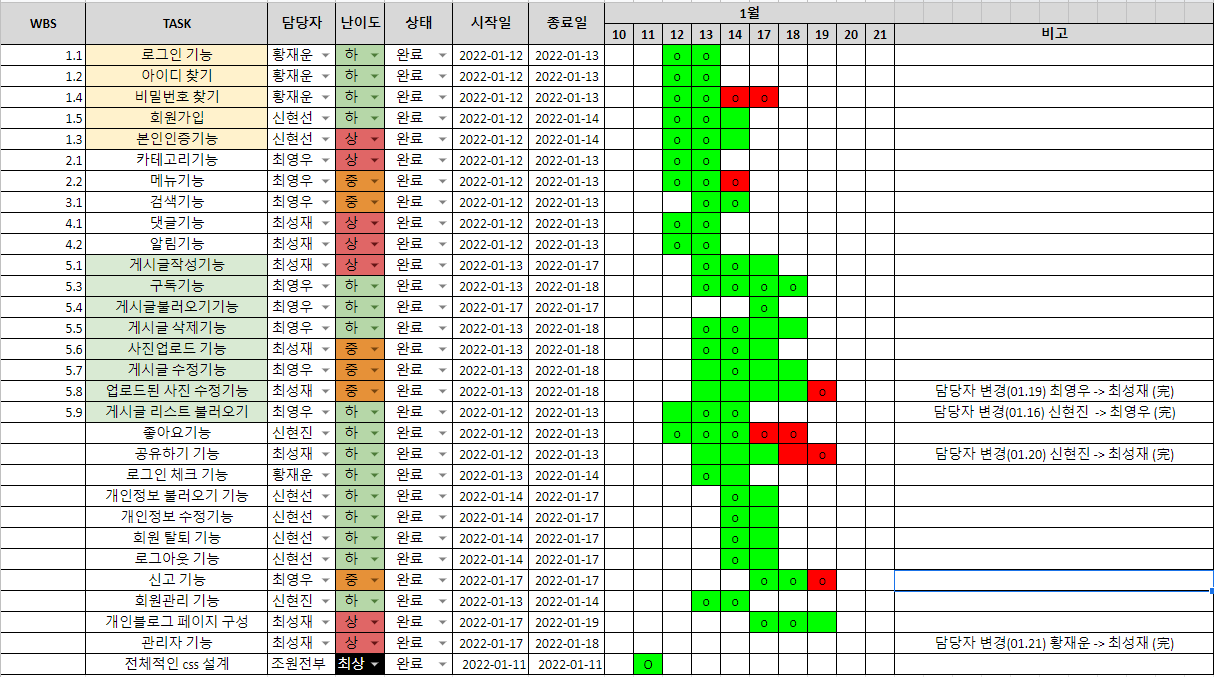 WBS TASK 담당자 난이도 상태 시작일 종료일 1월 비고
10 11 12 13 14 17 18 19 20 21
1.1 로그인 기능 황재운 하 완료 2022-01-12 2022-01-13 o o
1.2 아이디 찾기 황재운 하 완료 2022-01-12 2022-01-13 o o
1.4 비밀번호 찾기 황재운 하 완료 2022-01-12 2022-01-13 o o o o
1.5 회원가입 신현선 하 완료 2022-01-12 2022-01-14 o o
1.3 본인인증기능 신현선 상 완료 2022-01-12 2022-01-14 o o
2.1 카테고리기능 최영우 상 완료 2022-01-12 2022-01-13 o o
2.2 메뉴기능 최영우 중 완료 2022-01-12 2022-01-13 o o o
3.1 검색기능 최영우 중 완료 2022-01-12 2022-01-13 o o
4.1 댓글기능 최성재 상 완료 2022-01-12 2022-01-13 o o
4.2 알림기능 최성재 상 완료 2022-01-12 2022-01-13 o o
5.1 게시글작성기능 최성재 상 완료 2022-01-13 2022-01-17 o o
5.3 구독기능 최영우 하 완료 2022-01-13 2022-01-18 o o o o
5.4 게시글불러오기기능 최영우 하 완료 2022-01-17 2022-01-17 o
5.5 게시글 삭제기능 최영우 하 완료 2022-01-13 2022-01-18 o o
5.6 사진업로드 기능 최성재 중 완료 2022-01-13 2022-01-18 o o
5.7 게시글 수정기능 최영우 중 완료 2022-01-13 2022-01-18 o
5.8 업로드된 사진 수정기능 최성재 중 완료 2022-01-13 2022-01-18 o 담당자 변경(01.19) 최영우 -> 최성재 (完)
5.9 게시글 리스트 불러오기 최영우 하 완료 2022-01-12 2022-01-13 o o 담당자 변경(01.16) 신현진 -> 최영우 (完)
좋아요기능 신현진 하 완료 2022-01-12 2022-01-13 o o o o o
공유하기 기능 최성재 하 완료 2022-01-12 2022-01-13 o 담당자 변경(01.20) 신현진 -> 최성재 (完)
로그인 체크 기능 황재운 하 완료 2022-01-13 2022-01-14 o
개인정보 불러오기 기능 신현선 하 완료 2022-01-14 2022-01-17 o
개인정보 수정기능 신현선 하 완료 2022-01-14 2022-01-17 o
회원 탈퇴 기능 신현선 하 완료 2022-01-14 2022-01-17 o
로그아웃 기능 신현선 하 완료 2022-01-14 2022-01-17 o
신고 기능 최영우 중 완료 2022-01-17 2022-01-17 o o o
회원관리 기능 신현진 하 완료 2022-01-13 2022-01-14 o o
개인블로그 페이지 구성 최성재 상 완료 2022-01-17 2022-01-19 o o
관리자 기능 최성재 상 완료 2022-01-17 2022-01-18 담당자 변경(01.21) 황재운 -> 최성재 (完)
전체적인 css 설계 조원전부 최상 완료 2022-01-11 2022-01-11 O